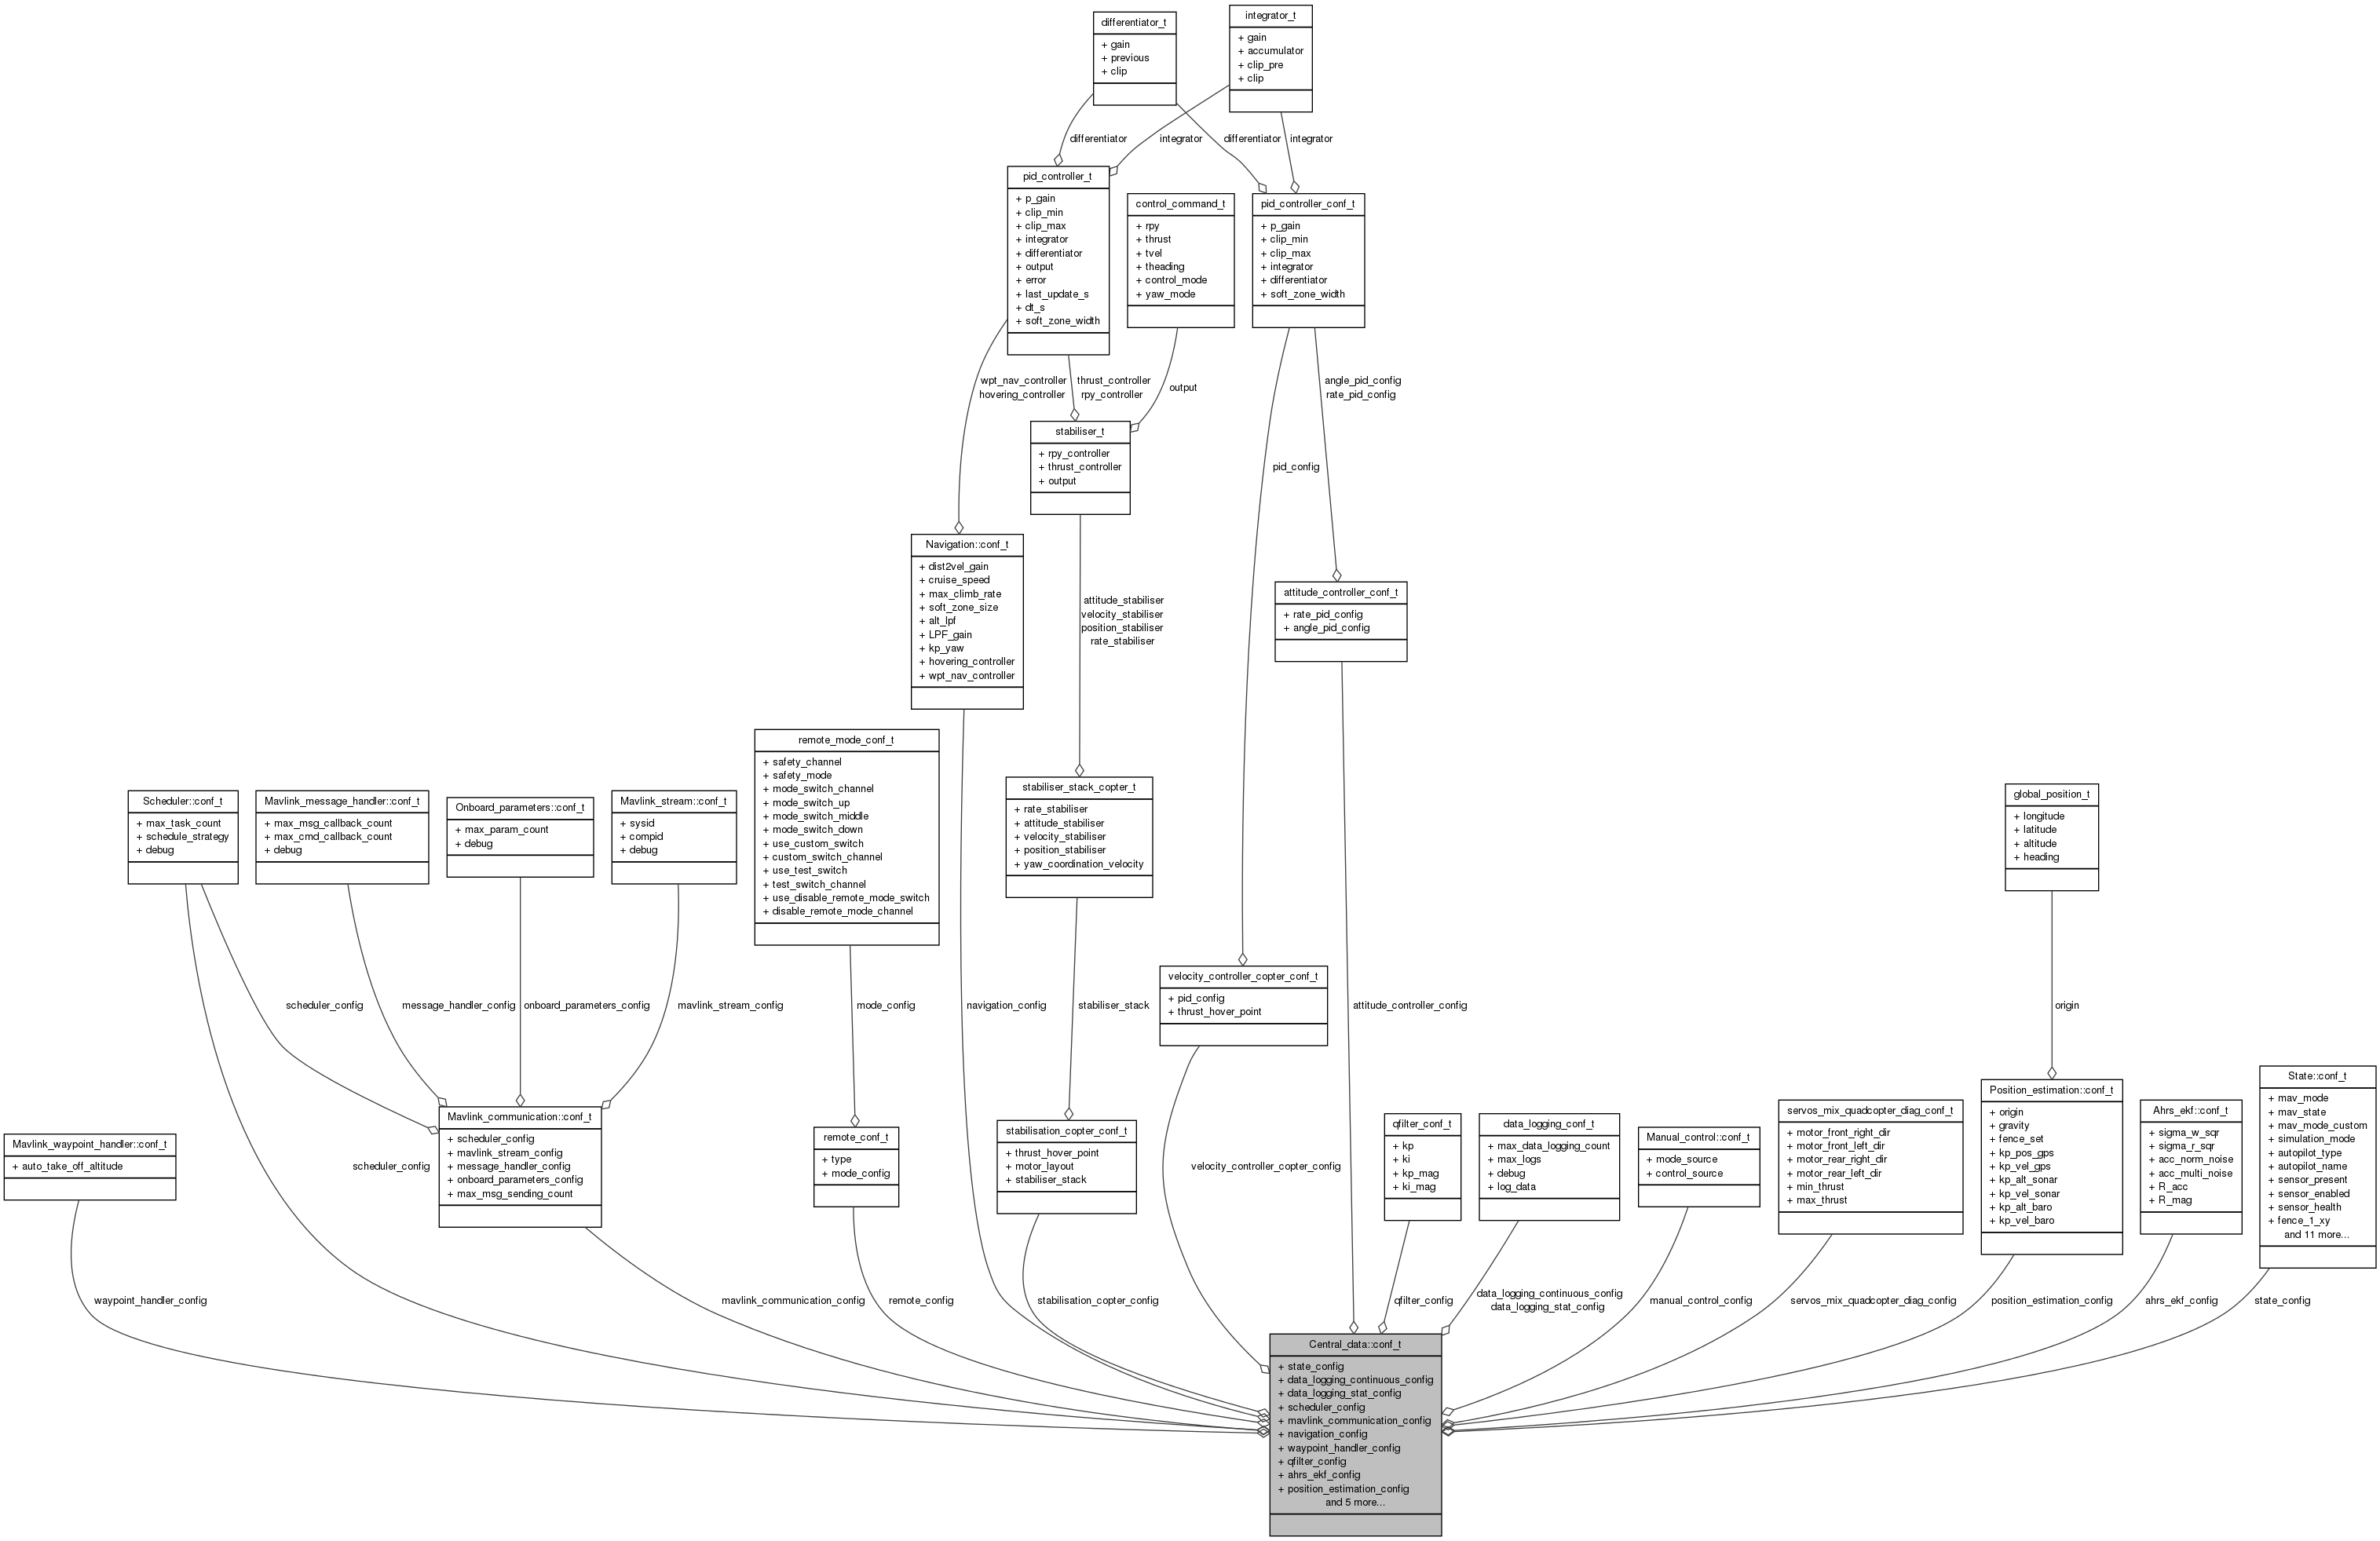 differentiator_t
+ gain
+ previous
+ clip
integrator_t
+ gain
+ accumulator
+ clip_pre
+ clip
differentiator
integrator
differentiator
integrator
pid_controller_t
+ p_gain
+ clip_min
+ clip_max
+ integrator
+ differentiator
+ output
+ error
+ last_update_s
+ dt_s
+ soft_zone_width
control_command_t
+ rpy
+ thrust
+ tvel
+ theading
+ control_mode
+ yaw_mode
pid_controller_conf_t
+ p_gain
+ clip_min
+ clip_max
+ integrator
+ differentiator
+ soft_zone_width
wpt_nav_controller
hovering_controller
thrust_controller
rpy_controller
output
angle_pid_config
rate_pid_config
stabiliser_t
+ rpy_controller
+ thrust_controller
+ output
pid_config
Navigation::conf_t
+ dist2vel_gain
+ cruise_speed
+ max_climb_rate
+ soft_zone_size
+ alt_lpf
+ LPF_gain
+ kp_yaw
+ hovering_controller
+ wpt_nav_controller
attitude_stabiliser
velocity_stabiliser
position_stabiliser
rate_stabiliser
attitude_controller_conf_t
+ rate_pid_config
+ angle_pid_config
Scheduler::conf_t
+ max_task_count
+ schedule_strategy
+ debug
Mavlink_message_handler::conf_t
+ max_msg_callback_count
+ max_cmd_callback_count
+ debug
Onboard_parameters::conf_t
+ max_param_count
+ debug
Mavlink_stream::conf_t
+ sysid
+ compid
+ debug
remote_mode_conf_t
+ safety_channel
+ safety_mode
+ mode_switch_channel
+ mode_switch_up
+ mode_switch_middle
+ mode_switch_down
+ use_custom_switch
+ custom_switch_channel
+ use_test_switch
+ test_switch_channel
+ use_disable_remote_mode_switch
+ disable_remote_mode_channel
stabiliser_stack_copter_t
+ rate_stabiliser
+ attitude_stabiliser
+ velocity_stabiliser
+ position_stabiliser
+ yaw_coordination_velocity
global_position_t
+ longitude
+ latitude
+ altitude
+ heading
velocity_controller_copter_conf_t
+ pid_config
+ thrust_hover_point
scheduler_config
message_handler_config
onboard_parameters_config
mavlink_stream_config
mode_config
navigation_config
stabiliser_stack
attitude_controller_config
origin
Mavlink_waypoint_handler::conf_t
+ auto_take_off_altitude
scheduler_config
Mavlink_communication::conf_t
+ scheduler_config
+ mavlink_stream_config
+ message_handler_config
+ onboard_parameters_config
+ max_msg_sending_count
remote_conf_t
+ type
+ mode_config
stabilisation_copter_conf_t
+ thrust_hover_point
+ motor_layout
+ stabiliser_stack
velocity_controller_copter_config
qfilter_conf_t
+ kp
+ ki
+ kp_mag
+ ki_mag
data_logging_conf_t
+ max_data_logging_count
+ max_logs
+ debug
+ log_data
Manual_control::conf_t
+ mode_source
+ control_source
servos_mix_quadcopter_diag_conf_t
+ motor_front_right_dir
+ motor_front_left_dir
+ motor_rear_right_dir
+ motor_rear_left_dir
+ min_thrust
+ max_thrust
Position_estimation::conf_t
+ origin
+ gravity
+ fence_set
+ kp_pos_gps
+ kp_vel_gps
+ kp_alt_sonar
+ kp_vel_sonar
+ kp_alt_baro
+ kp_vel_baro
Ahrs_ekf::conf_t
+ sigma_w_sqr
+ sigma_r_sqr
+ acc_norm_noise
+ acc_multi_noise
+ R_acc
+ R_mag
State::conf_t
+ mav_mode
+ mav_state
+ mav_mode_custom
+ simulation_mode
+ autopilot_type
+ autopilot_name
+ sensor_present
+ sensor_enabled
+ sensor_health
+ fence_1_xy
and 11 more...
waypoint_handler_config
mavlink_communication_config
remote_config
stabilisation_copter_config
qfilter_config
data_logging_continuous_config
data_logging_stat_config
manual_control_config
servos_mix_quadcopter_diag_config
position_estimation_config
ahrs_ekf_config
state_config
Central_data::conf_t
+ state_config
+ data_logging_continuous_config
+ data_logging_stat_config
+ scheduler_config
+ mavlink_communication_config
+ navigation_config
+ waypoint_handler_config
+ qfilter_config
+ ahrs_ekf_config
+ position_estimation_config
and 5 more...